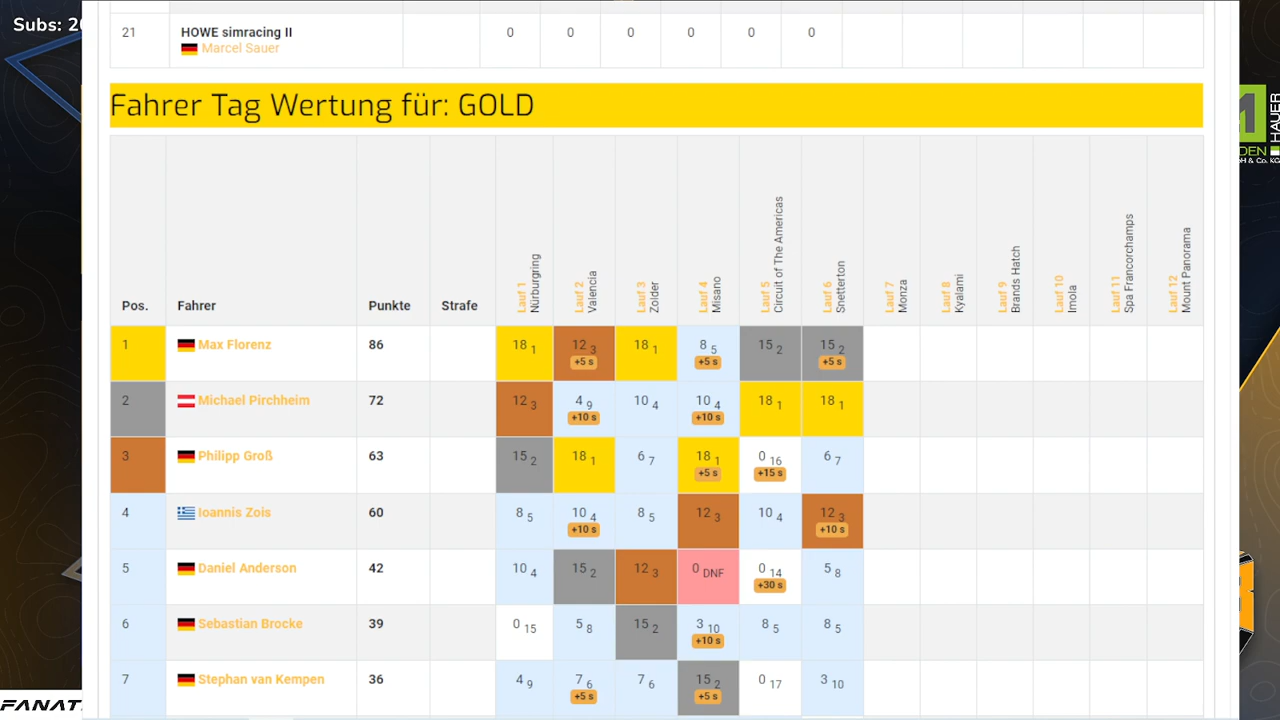 Subs: 2
21 HOWE simracing II 0 0 0 0 0 0
Marcel Sauer
Fahrer Tag Wertung für: GOLD
Pos. Fahrer Punkte Strafe Lauf 1 Nürburgring Lauf 2 Valencia Lauf 3 Zolder Lauf 4 Misano Lauf 5 Circuit of The Americas Lauf 6 Snetterton Lauf 7 Monza Lauf 8 Kyalami Lauf 9 Brands Hatch Lauf 10 Imola Lauf 11 Spa Francorchamps Lauf 12 Mount Panorama
1 Max Florenz 86 18 1 12 3 18 1 8 5 15 2 15 2
+5 s +5 s +5 s
2 Michael Pirchheim 72 12 3 4 9 10 4 10 4 18 1 18 1
+10 s +10 s
3 Philipp Groß 63 15 2 18 1 6 7 18 1 0 16 6 7
+5 s +15 s
4 Ioannis Zois 60 8 5 10 4 8 5 12 3 10 4 12 3
+10 s +10 s
5 Daniel Anderson 42 10 4 15 2 12 3 0 DNF 0 14 5 8
+30 s
6 Sebastian Brocke 39 0 15 5 8 15 2 3 10 8 5 8 5
+10 s
7 Stephan van Kempen 36 4 9 7 6 7 6 15 2 0 17 3 10
+5 s +5 s
HAUER
DEN
H & Co. KG
FANAT